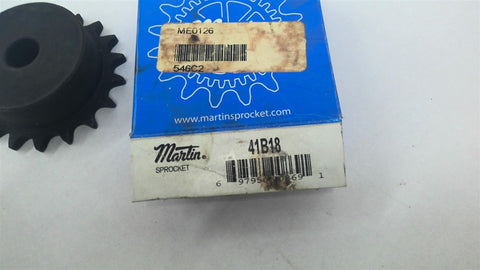 ME0126
546C2
www.martinsprocket.com
Martin®
SPROCKET
41B18